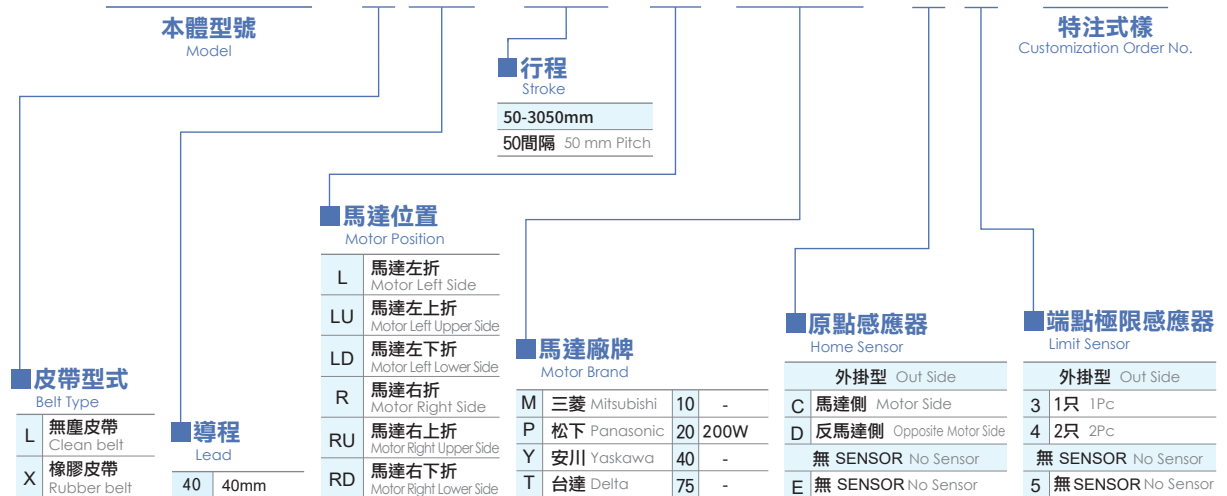 本體型號
Model
特注式樣
Customization Order No.
行程
Stroke
50-3050mm
50間隔 50 mm Pitch
馬達位置
Motor Position
L 馬達左折
Motor Left Side
LU 馬達左上折
Motor Left Upper Side
LD 馬達左下折
Motor Left Lower Side
R 馬達右折
Motor Right Side
RU 馬達右上折
Motor Right Upper Side
RD 馬達右下折
Motor Right Lower Side
皮帶型式
Belt Type
L 無塵皮帶
Clean belt
X 橡膠皮帶
Rubber belt
導程
Lead
40 40mm
馬達廠牌
Motor Brand
M 三菱 Mitsubishi 10 -
P 松下 Panasonic 20 200W
Y 安川 Yaskawa 40 -
T 台達 Delta 75 -
原點感應器
Home Sensor
外掛型 Out Side
C 馬達側 Motor Side
D 反馬達側 Opposite Motor Side
無 SENSOR No Sensor
E 無 SENSOR No Sensor
端點極限感應器
Limit Sensor
外掛型 Out Side
3 1只 1Pc
4 2只 2Pc
無 SENSOR No Sensor
5 無 SENSOR No Sensor